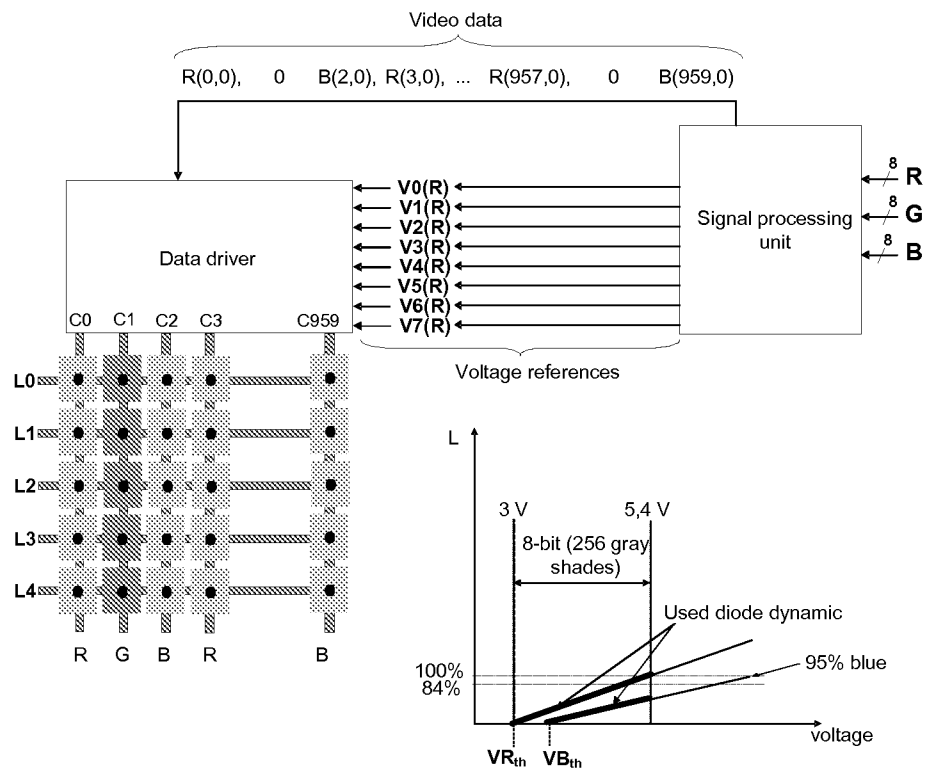 Video data
R(0,0), 0 B(2,0), R(3,0), ... R(957,0), 0 B(959,0)
Data driver
V0(R)
V1(R)
V2(R)
V3(R)
V4(R)
V5(R)
V6(R)
V7(R)
Signal processing
unit
8 R
8 G
8 B
C0 C1 C2 C3 C959
Voltage references
L0
L1
L2
L3
L4
R G B R B
L
3 V 5,4 V
8-bit (256 gray
shades)
Used diode dynamic
100%
84%
95% blue
voltage
VRth VBth